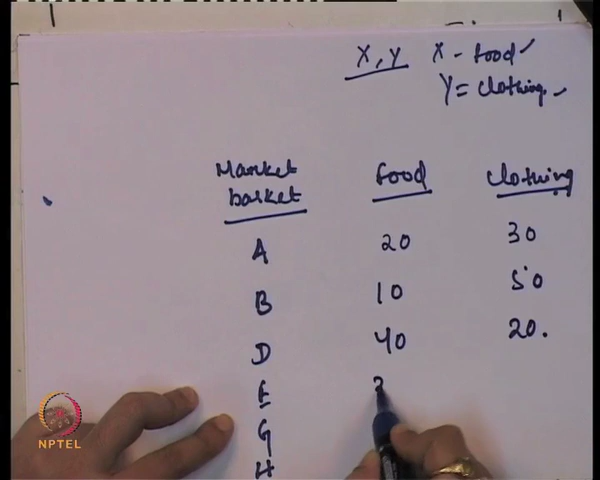 X, Y X - food
Y = clothing
Market basket food clothing
A 20 30
B 10 50
D 40 20.
E
G
H
NPTEL